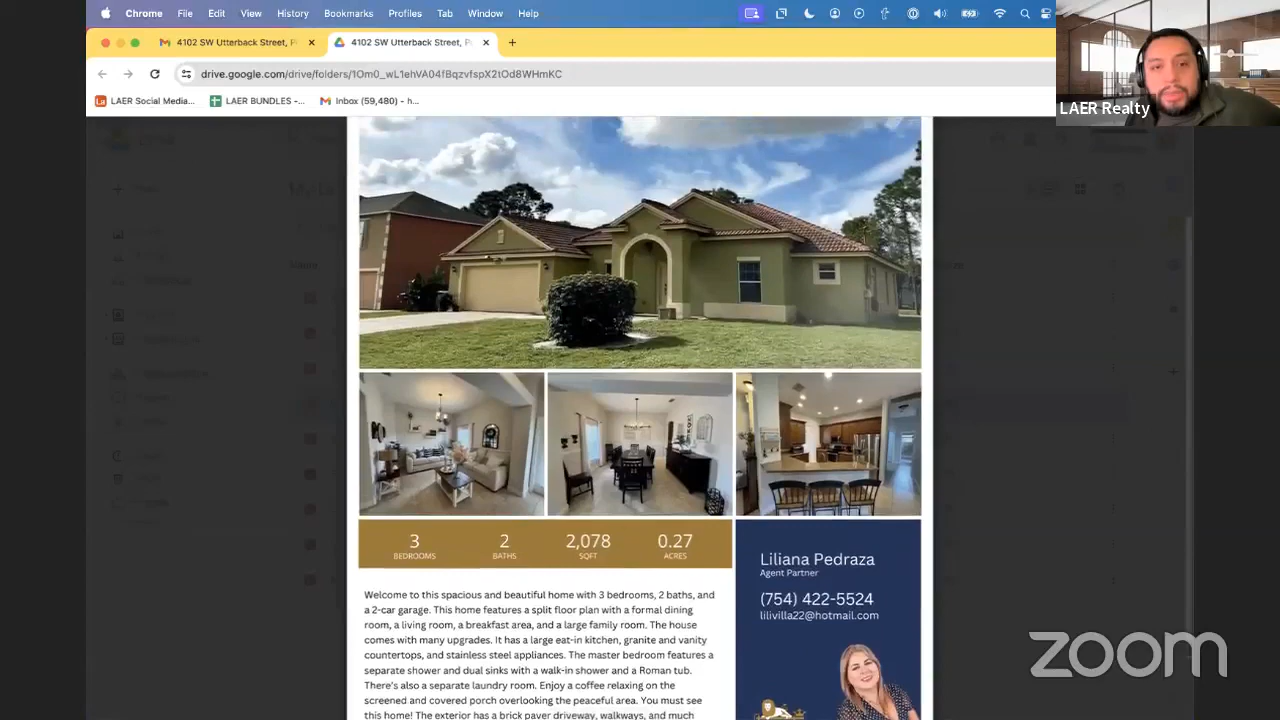 Chrome File Edit View History Bookmarks Profiles Tab Window Help
4102 SW Utterback Street, P
4102 SW Utterback Street, P
drive.google.com/drive/folders/1Om0_wL1ehVA04fBqzvfspX2tOd8WHmKC
LAER Social Media... LAER BUNDLES -... Inbox (59,480) - h...
LAER Realty
3 2 2,078 0.27
BEDROOMS BATHS SQFT ACRES
Welcome to this spacious and beautiful home with 3 bedrooms, 2 baths, and
a 2-car garage. This home features a split floor plan with a formal dining
room, a living room, a breakfast area, and a large family room. The house
comes with many upgrades. It has a large eat-in kitchen, granite and vanity
countertops, and stainless steel appliances. The master bedroom features a
separate shower and dual sinks with a walk-in shower and a Roman tub.
There's also a separate laundry room. Enjoy a coffee relaxing on the
screened and covered porch overlooking the peaceful area. You must see
this home! The exterior has a brick paver driveway, walkways, and much
Liliana Pedraza
Agent Partner
(754) 422-5524
lilivilla22@hotmail.com
zoom